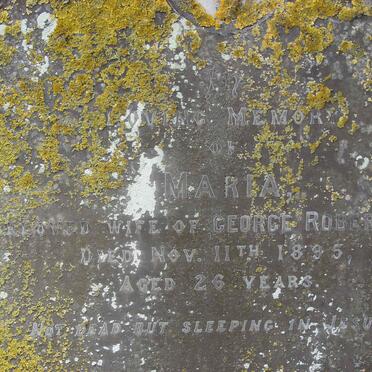 LOVING MEMORY
OF
MARIA
BELOVED WIFE OF GEORGE
DIED NOV. 11TH 1895
AGED 26 YEARS
NOT DEAD BUT SLEEPING IN JESU